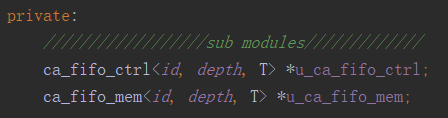 private:
//////////////////sub modules/////////////
ca_fifo_ctrl<id, depth, T> *u_ca_fifo_ctrl;
ca_fifo_mem<id, depth, T> *u_ca_fifo_mem;